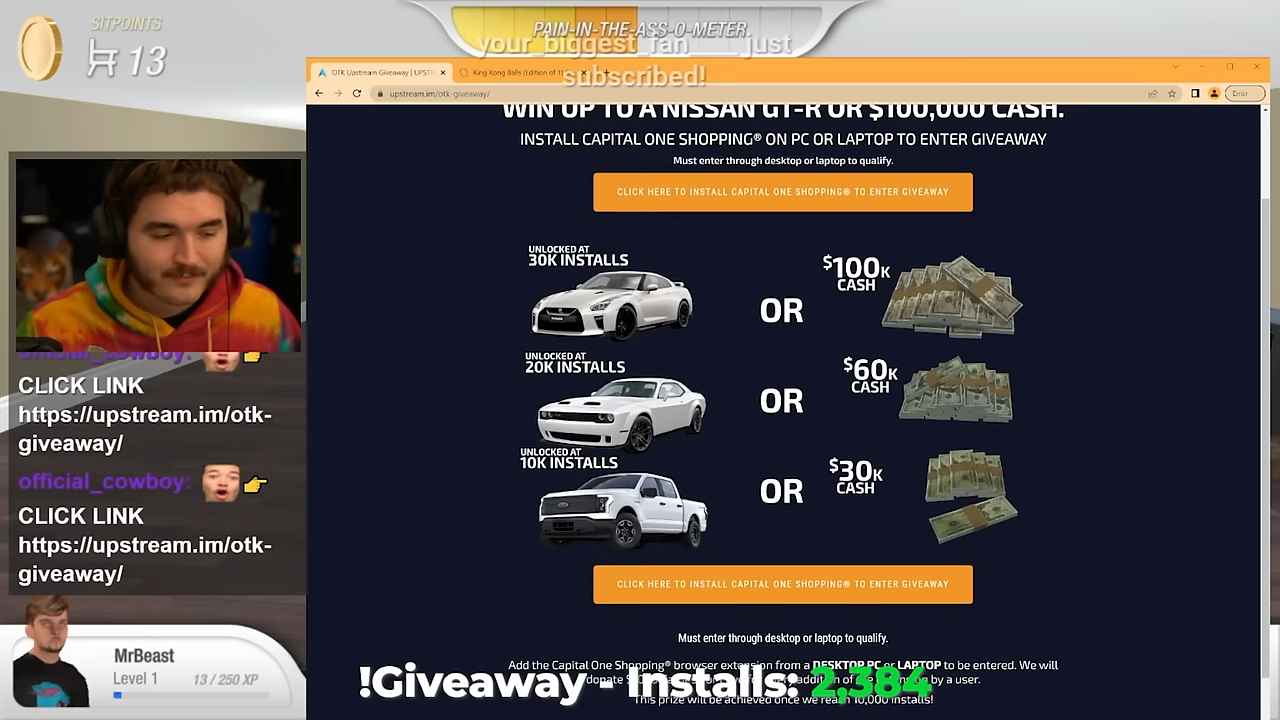 SITPOINTS
13
PAIN-IN-THE-ASS-O-METER
your_biggest_fan____ just
subscribed!
OTK Upstream Giveaway | UPSTR
King Kong Balls (Edition of 1)
upstream.im/otk-giveaway/
Error
WIN UP TO A NISSAN GT-R OR $100,000 CASH.
INSTALL CAPITAL ONE SHOPPING® ON PC OR LAPTOP TO ENTER GIVEAWAY
Must enter through desktop or laptop to qualify.
CLICK HERE TO INSTALL CAPITAL ONE SHOPPING® TO ENTER GIVEAWAY
UNLOCKED AT
30K INSTALLS
OR
$100K
CASH
UNLOCKED AT
20K INSTALLS
OR
$60K
CASH
UNLOCKED AT
10K INSTALLS
OR
$30K
CASH
CLICK HERE TO INSTALL CAPITAL ONE SHOPPING® TO ENTER GIVEAWAY
Must enter through desktop or laptop to qualify.
Add the Capital One Shopping® browser extension from a DESKTOP PC or LAPTOP to be entered. We will
donate by a user.
This prize will be achieved once we reach 10,000 installs!
!Giveaway - Installs: 2,384
official_cowboy:
CLICK LINK
https://upstream.im/otk-
giveaway/
official_cowboy:
CLICK LINK
https://upstream.im/otk-
giveaway/
MrBeast
Level 1
13 / 250 XP